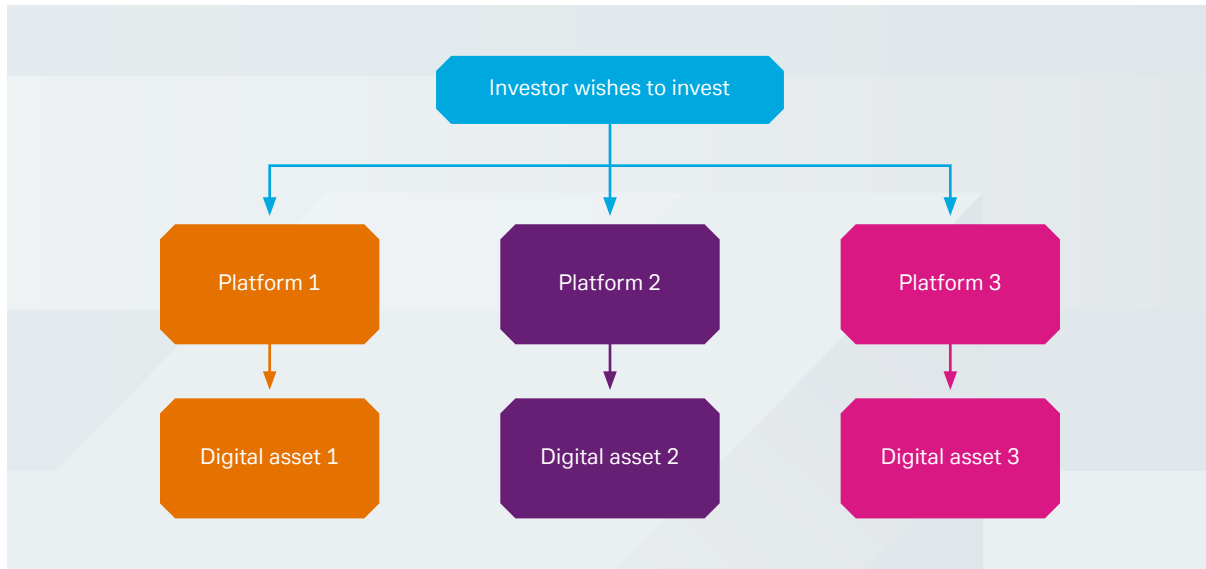 Investor wishes to invest
Platform 1
Platform 2
Platform 3
Digital asset 1
Digital asset 2
Digital asset 3